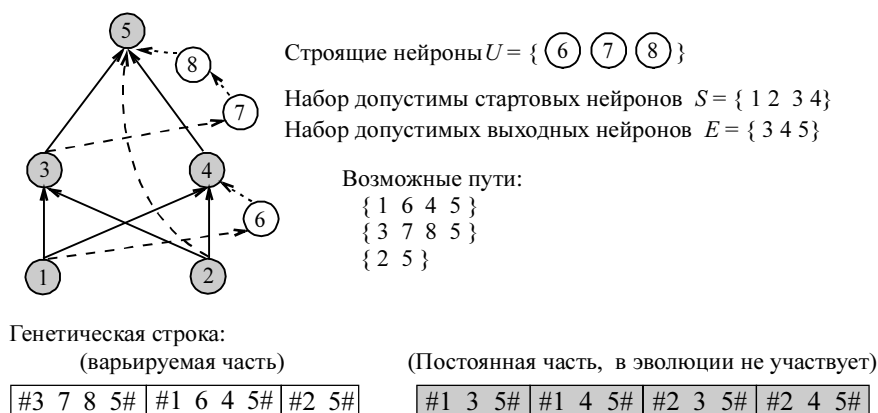 5
8
7
3
4
6
1
2
Строящие нейроны U = { 6 7 8 }
Набор допустимы стартовых нейронов S = { 1 2 3 4}
Набор допустимых выходных нейронов E = { 3 4 5}
Возможные пути:
{ 1 6 4 5 }
{ 3 7 8 5 }
{ 2 5 }
Генетическая строка:
(варьируемая часть)
(Постоянная часть, в эволюции не участвует)
#3 7 8 5# #1 6 4 5# #2 5#
#1 3 5# #1 4 5# #2 3 5# #2 4 5#